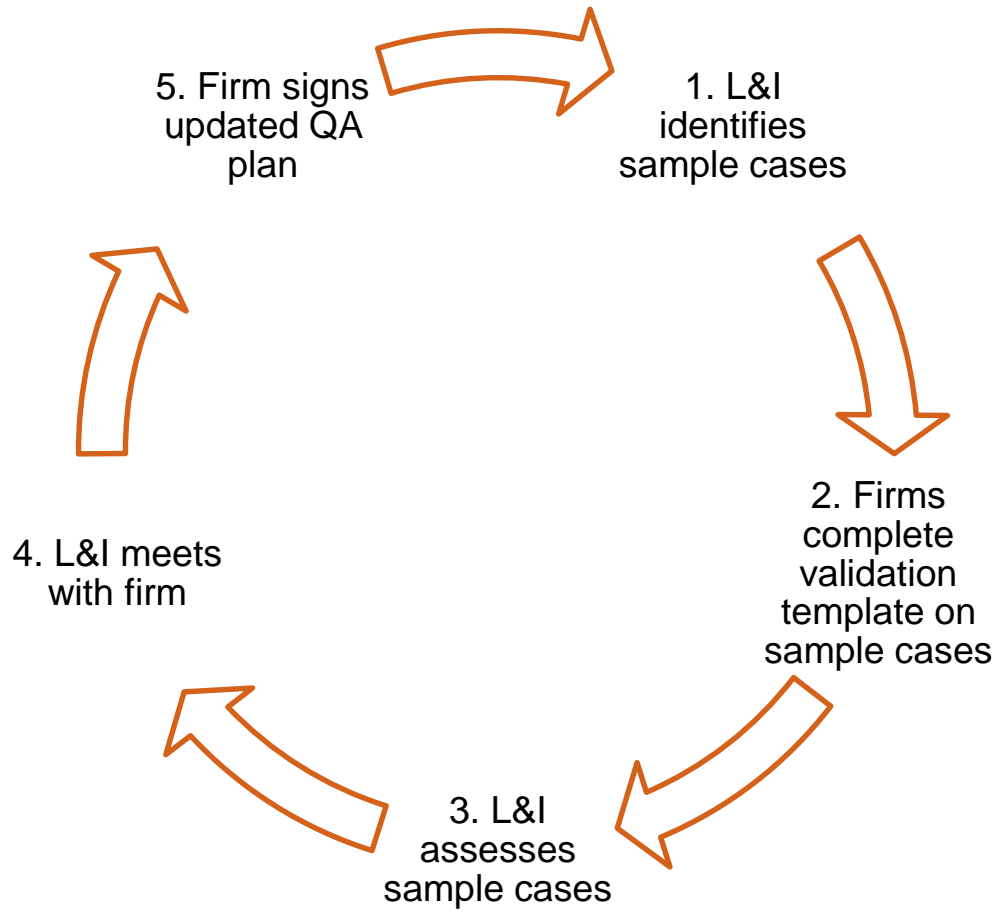 1. L&I
identifies
sample cases
2. Firms
complete
validation
template on
sample cases
3. L&I
assesses
sample cases
4. L&I meets
with firm
5. Firm signs
updated QA
plan